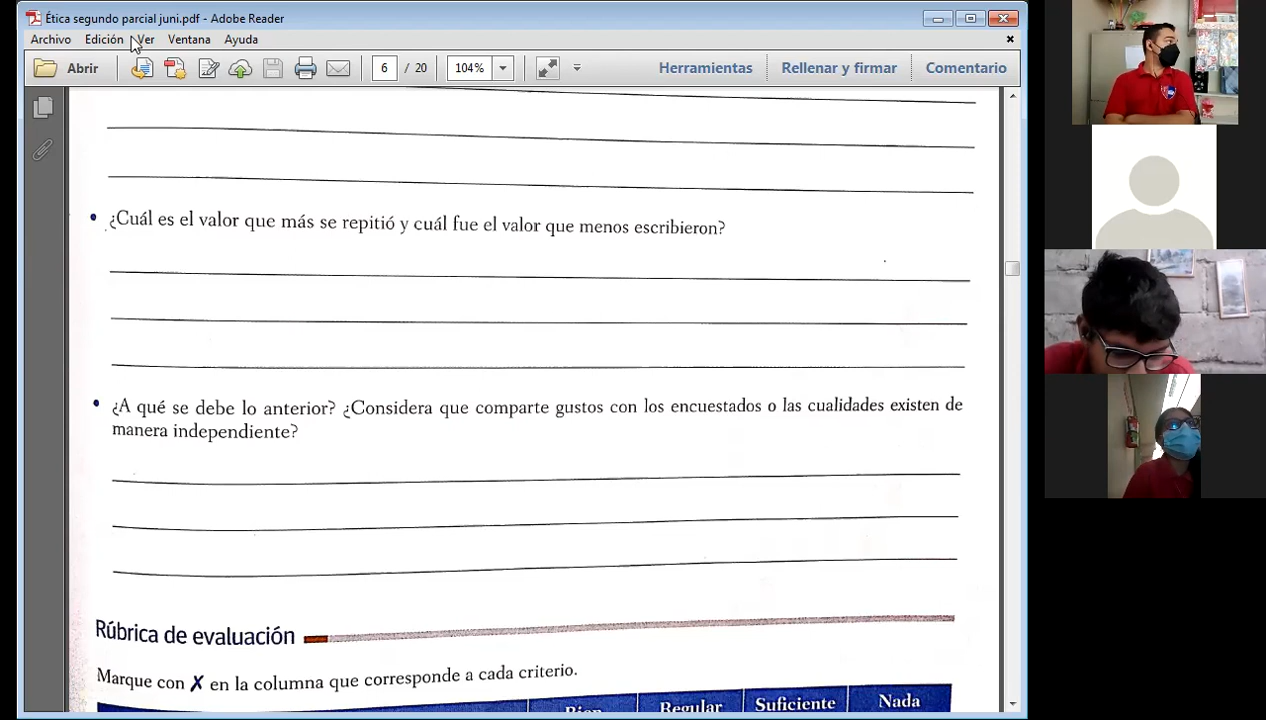 Ética segundo parcial juni.pdf - Adobe Reader
Archivo Edición Ver Ventana Ayuda
Abrir 6 / 20 104% Herramientas Rellenar y firmar Comentario
• ¿Cuál es el valor que más se repitió y cuál fue el valor que menos escribieron?
• ¿A qué se debe lo anterior? ¿Considera que comparte gustos con los encuestados o las cualidades existen de
manera independiente?
Rúbrica de evaluación
Marque con ✗ en la columna que corresponde a cada criterio.
Bien Regular Suficiente Nada